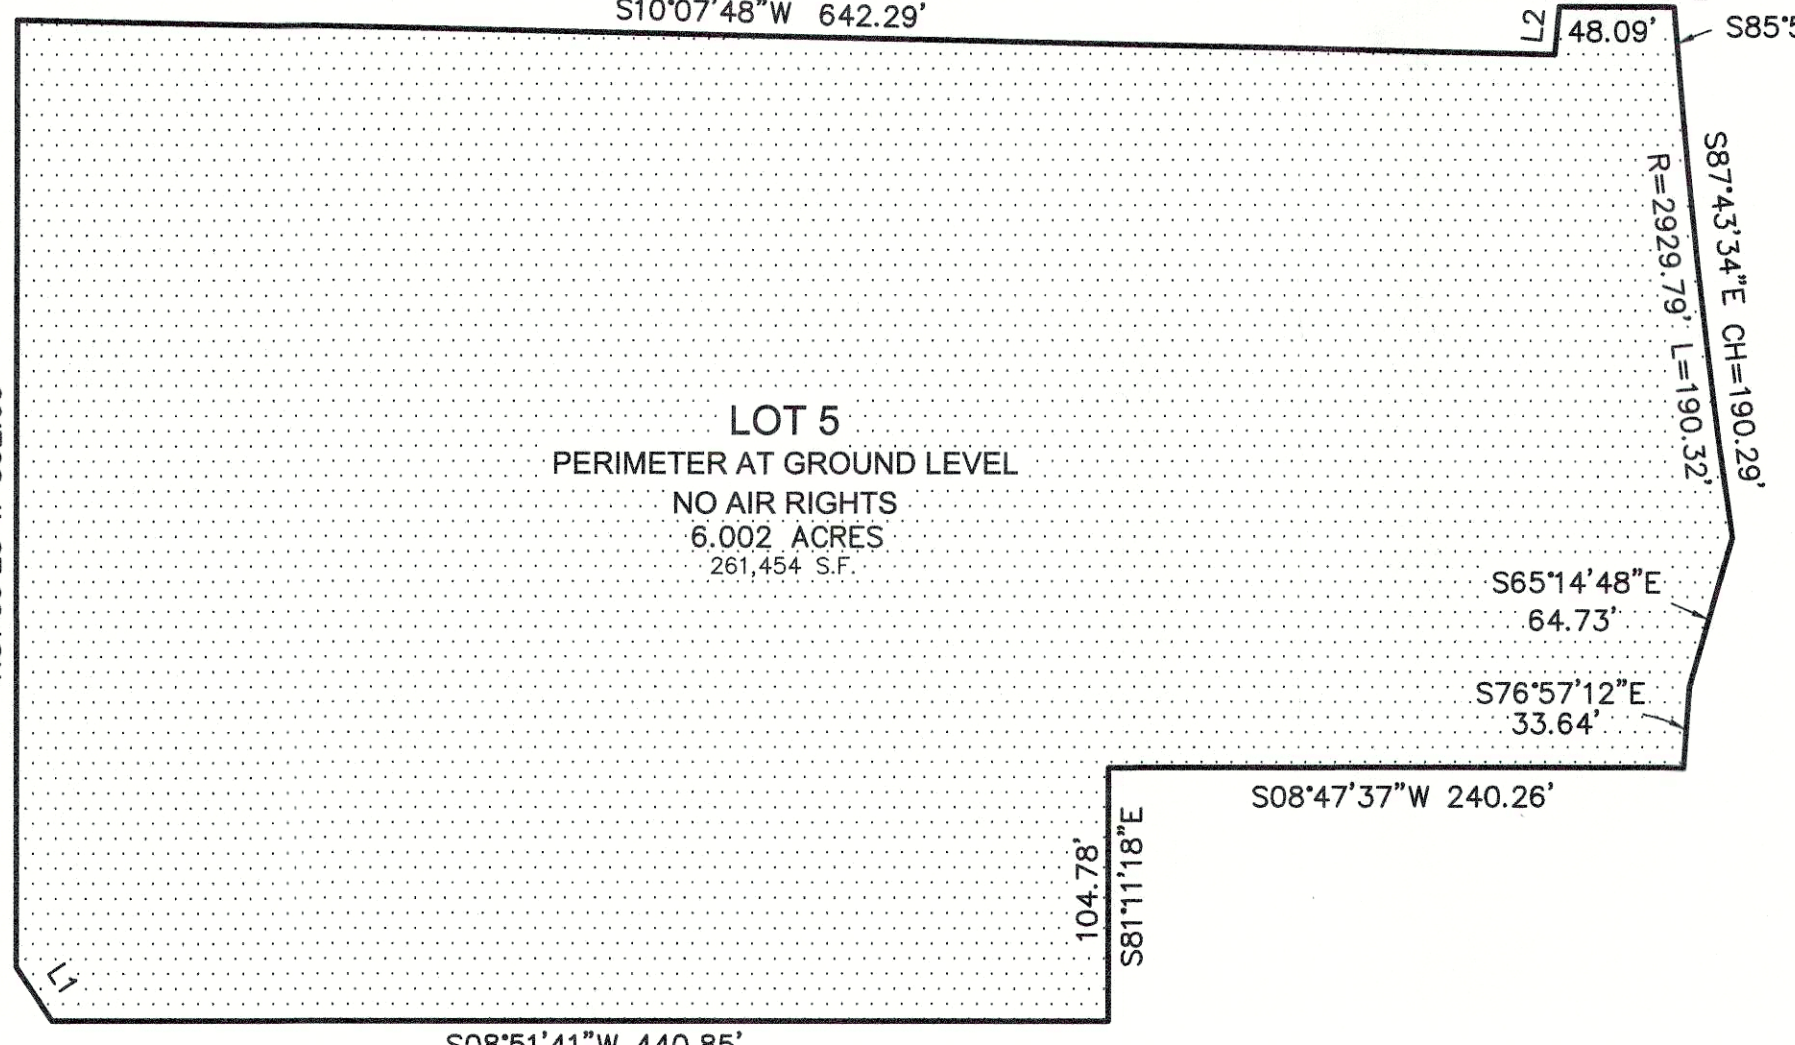 S10°07'48"W 642.29'
L2
48.09'
S87°43'34"E CH=190.29'
R=2929.79' L=190.32'
LOT 5
PERIMETER AT GROUND LEVEL
NO AIR RIGHTS
6.002 ACRES
261,454 S.F.
S65°14'48"E
64.73'
S76°57'12"E
33.64'
S08°47'37"W 240.26'
104.78'
S81°11'18"E
L1
S08°51'41"W 440.85'